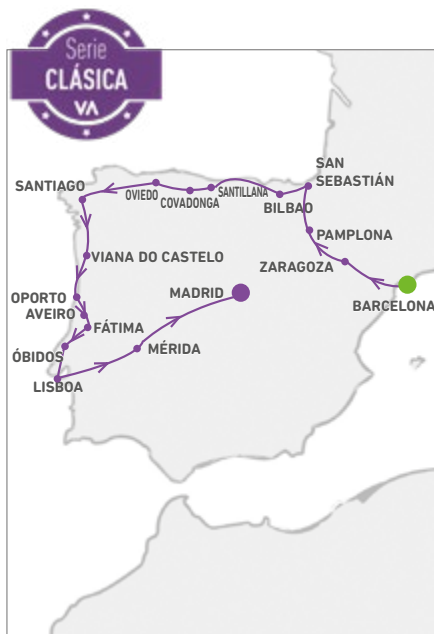 Serie
CLÁSICA
VA
SAN
SEBASTIÁN
SANTIAGO
OVIEDO
COVADONGA
SANTILLANA
BILBAO
PAMPLONA
VIANA DO CASTELO
ZARAGOZA
MADRID
BARCELONA
OPORTO
AVEIRO
FÁTIMA
MÉRIDA
ÓBIDOS
LISBOA